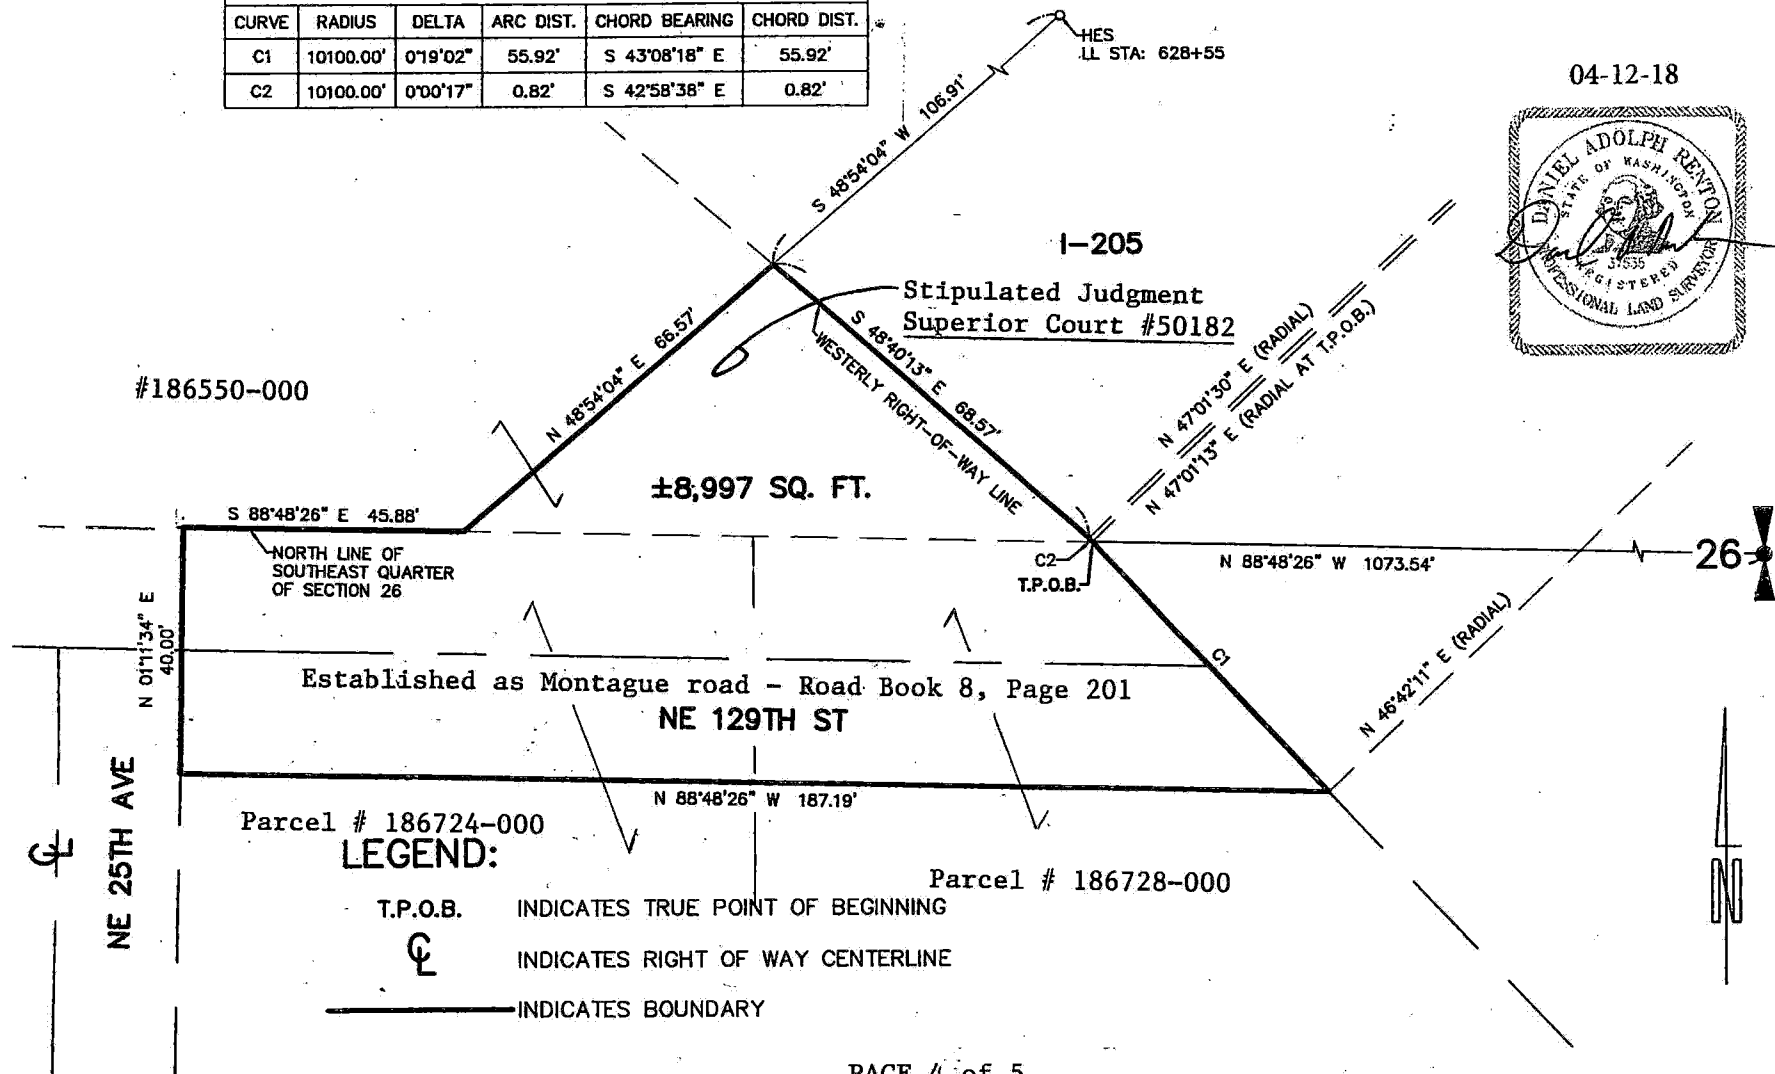 CURVE RADIUS DELTA ARC DIST. CHORD BEARING CHORD DIST.
C1 10100.00' 0°19'02" 55.92' S 43°08'18" E 55.92'
C2 10100.00' 0°00'17" 0.82' S 42°58'38" E 0.82'
HES
LL STA: 628+55
04-12-18
DANIEL ADOLPH RENTON
STATE OF WASHINGTON
REGISTERED
PROFESSIONAL LAND SURVEYOR
S 48°54'04" W 106.91'
I-205
Stipulated Judgment
Superior Court #50182
N 48°54'04" E 66.57'
S 48°40'13" E 68.57'
WESTERLY RIGHT-OF-WAY LINE
N 47°01'30" E (RADIAL)
N 47°01'13" E (RADIAL AT T.P.O.B.)
#186550-000
±8,997 SQ. FT.
S 88°48'26" E 45.88'
NORTH LINE OF
SOUTHEAST QUARTER
OF SECTION 26
C2
T.P.O.B.
N 88°48'26" W 1073.54'
26
N 01°11'34" E
40.00'
C1
Established as Montague road - Road Book 8, Page 201
NE 129TH ST
N 46°42'11" E (RADIAL)
N 88°48'26" W 187.19'
NE 25TH AVE
CL
Parcel # 186724-000
Parcel # 186728-000
N
LEGEND:
T.P.O.B. INDICATES TRUE POINT OF BEGINNING
CL INDICATES RIGHT OF WAY CENTERLINE
INDICATES BOUNDARY
PAGE 4 of 5